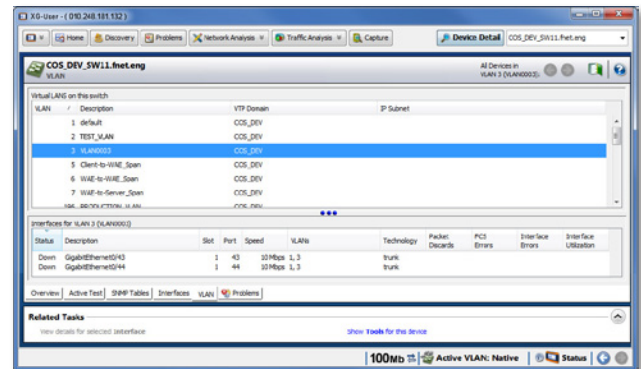 XG-User - ( 010.248.181.132 )
Home Discovery Problems Network Analysis Traffic Analysis Capture Device Detail COS_DEV_SW11.fnet.eng
COS_DEV_SW11.fnet.eng
VLAN
All Devices in
VLAN 3 (VLAN0003):
Virtual LANS on this switch
VLAN / Description VTP Domain IP Subnet
1 default COS_DEV
2 TEST_VLAN COS_DEV
3 VLAN0003 COS_DEV
5 Client-to-WAE_Span COS_DEV
6 WAE-to-WAE_Span COS_DEV
7 WAE-to-Server_Span COS_DEV
196 PRODUCTION_VLAN COS_DEV
Interfaces for VLAN 3 (VLAN0003)
Status Description Slot Port Speed VLANs Technology Packet Discards FCS Errors Interface Errors Interface Utilization
Down GigabitEthernet0/43 1 43 10 Mbps 1, 3 trunk
Down GigabitEthernet0/44 1 44 10 Mbps 1, 3 trunk
Overview Active Test SNMP Tables Interfaces VLAN Problems
Related Tasks
View details for selected Interface Show Tools for this device
100Mb Active VLAN: Native Status